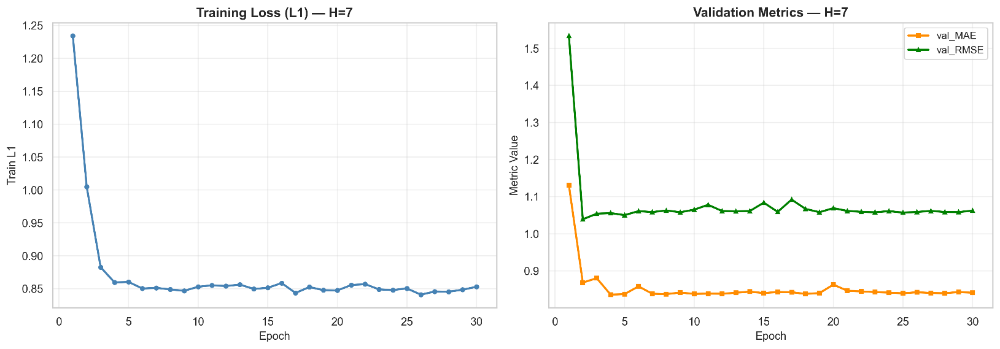 Training Loss (L1) — H=7
1.25
1.20
1.15
1.10
1.05
1.00
0.95
0.90
0.85
Train L1
0 5 10 15 20 25 30
Epoch
Validation Metrics — H=7
val_MAE
val_RMSE
1.5
1.4
1.3
1.2
1.1
1.0
0.9
Metric Value
0 5 10 15 20 25 30
Epoch